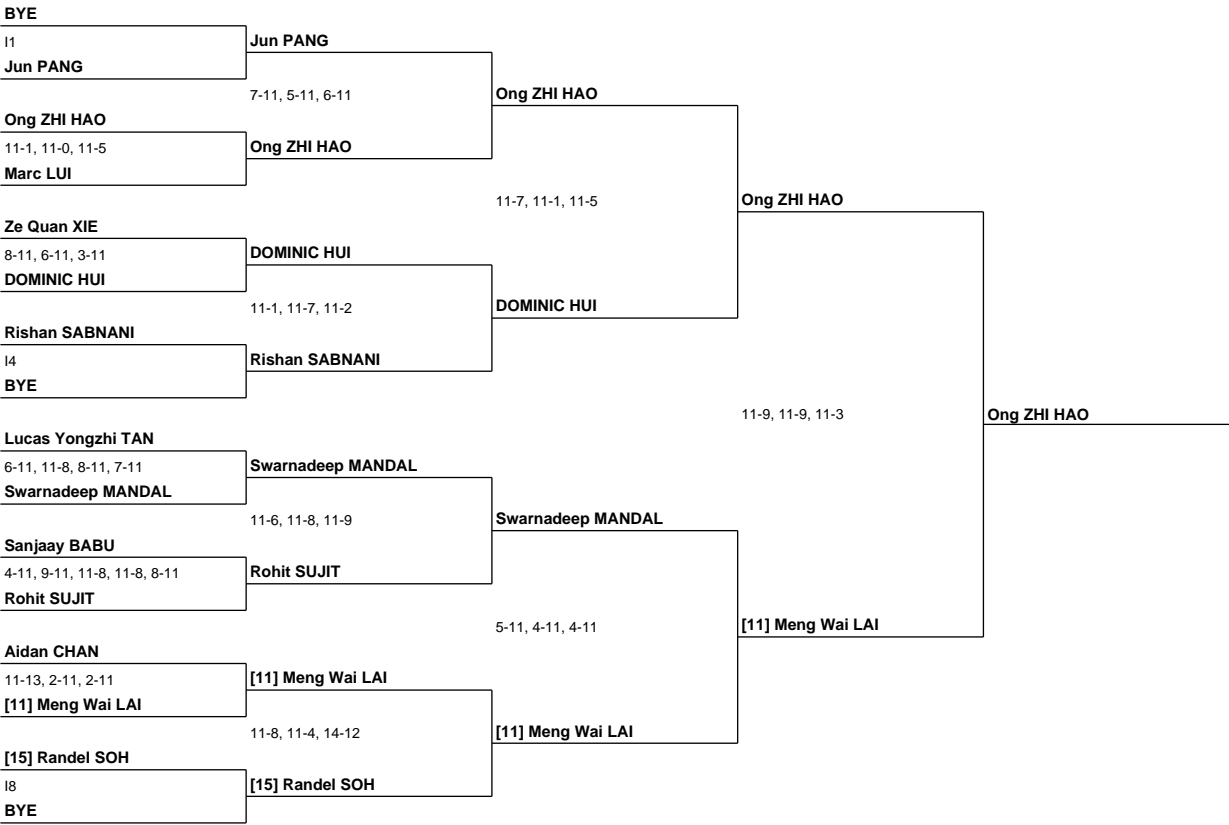 BYE
I1
Jun PANG
Ong ZHI HAO
11-1, 11-0, 11-5
Marc LUI
Ze Quan XIE
8-11, 6-11, 3-11
DOMINIC HUI
Rishan SABNANI
I4
BYE
Lucas Yongzhi TAN
6-11, 11-8, 8-11, 7-11
Swarnadeep MANDAL
Sanjaay BABU
4-11, 9-11, 11-8, 11-8, 8-11
Rohit SUJIT
Aidan CHAN
11-13, 2-11, 2-11
[11] Meng Wai LAI
[15] Randel SOH
I8
BYE
Jun PANG
7-11, 5-11, 6-11
Ong ZHI HAO
DOMINIC HUI
11-1, 11-7, 11-2
Rishan SABNANI
Swarnadeep MANDAL
11-6, 11-8, 11-9
Rohit SUJIT
[11] Meng Wai LAI
11-8, 11-4, 14-12
[15] Randel SOH
Ong ZHI HAO
11-7, 11-1, 11-5
DOMINIC HUI
Swarnadeep MANDAL
5-11, 4-11, 4-11
[11] Meng Wai LAI
Ong ZHI HAO
11-9, 11-9, 11-3
[11] Meng Wai LAI
Ong ZHI HAO